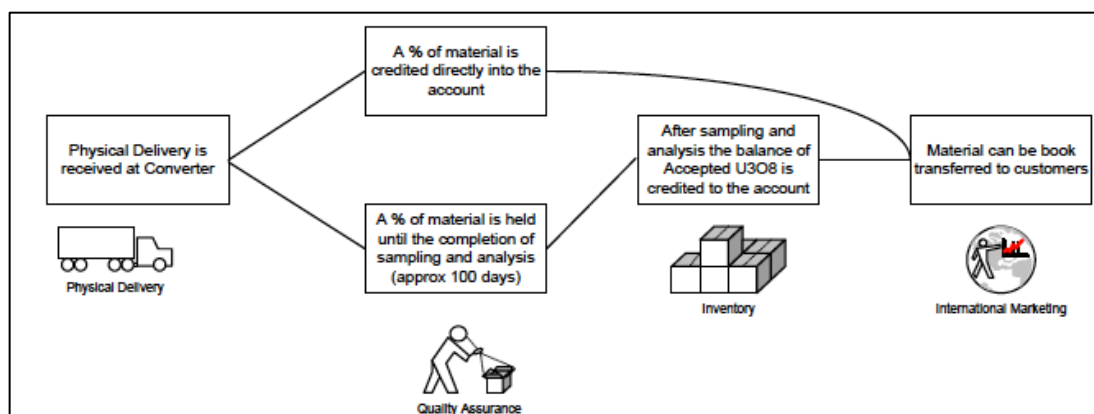 A % of material is
credited directly into the
account
Physical Delivery is
received at Converter
After sampling and
analysis the balance of
Accepted U3O8 is
credited to the account
Material can be book
transferred to customers
A % of material is held
until the completion of
sampling and analysis
(approx 100 days)
Physical Delivery
Inventory
International Marketing
Quality Assurance